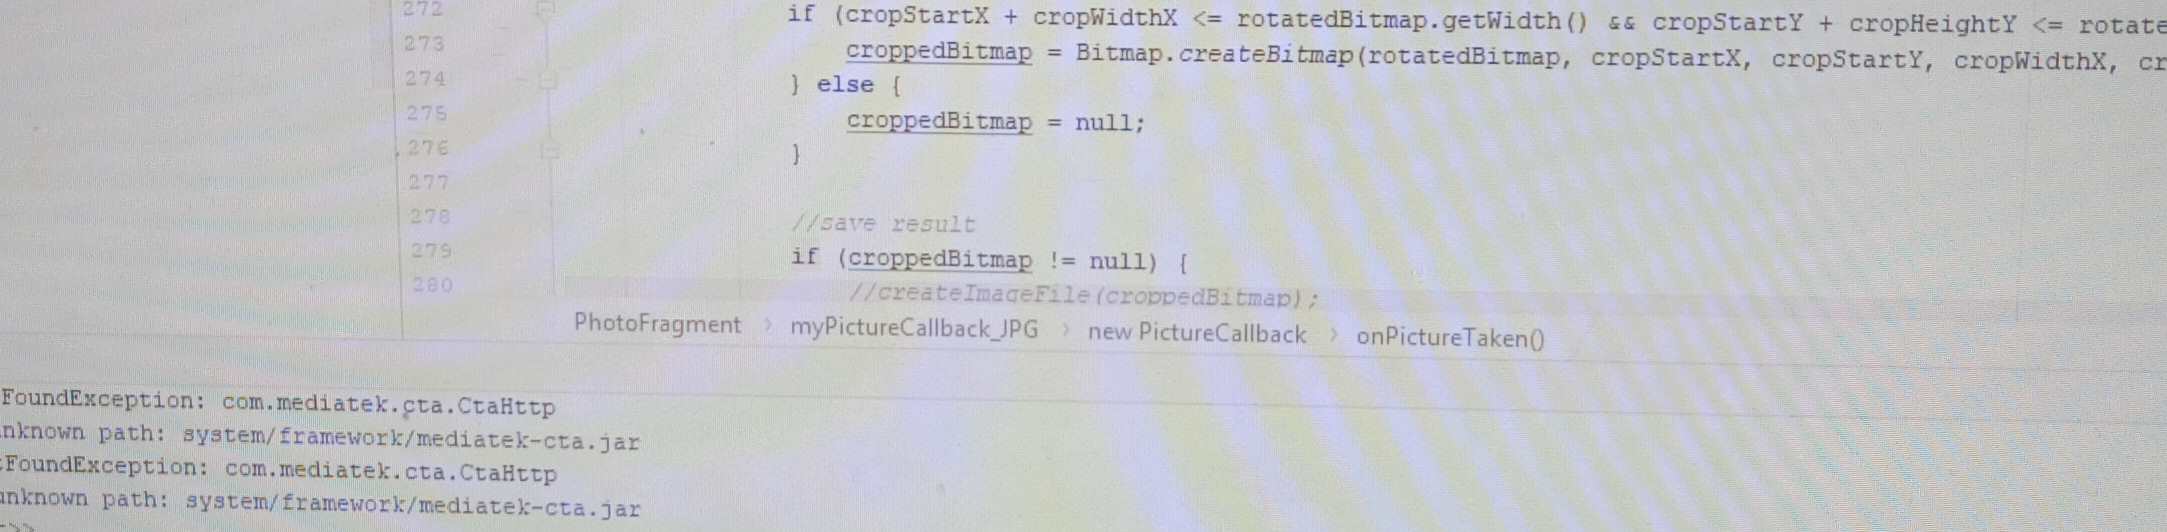 272 if (cropStartX + cropWidthX <= rotatedBitmap.getWidth() && cropStartY + cropHeightY <= rotate
273 croppedBitmap = Bitmap.createBitmap(rotatedBitmap, cropStartX, cropStartY, cropWidthX, cr
274 } else {
275 croppedBitmap = null;
276 }
277
278 //save result
279 if (croppedBitmap != null) {
280 //createImageFile(croppedBitmap);
PhotoFragment > myPictureCallback_JPG > new PictureCallback > onPictureTaken()
FoundException: com.mediatek.cta.CtaHttp
nknown path: system/framework/mediatek-cta.jar
FoundException: com.mediatek.cta.CtaHttp
unknown path: system/framework/mediatek-cta.jar